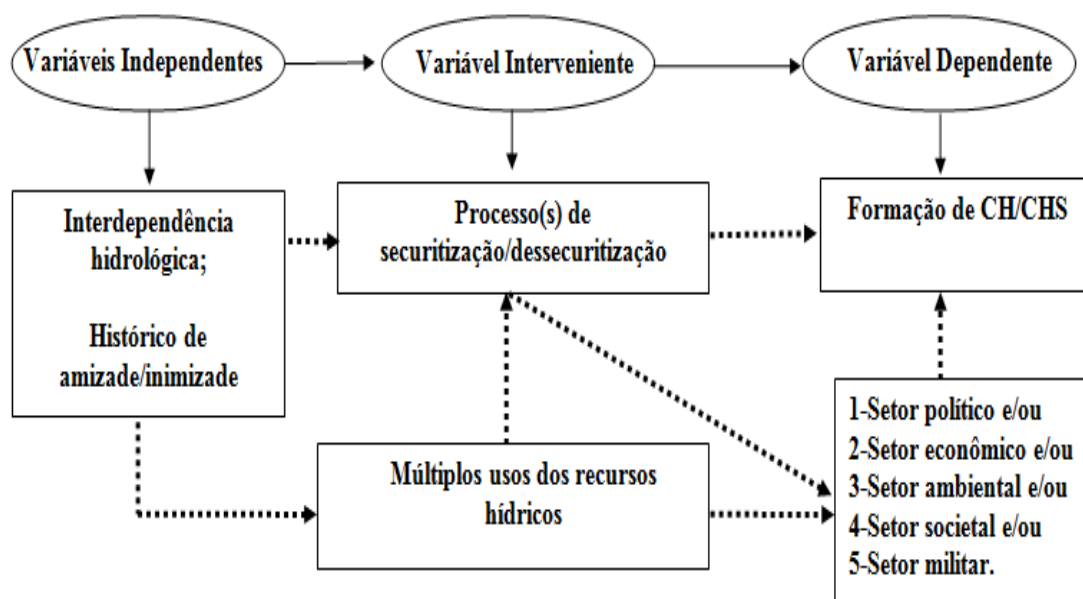 Variáveis Independentes
Variável Interveniente
Variável Dependente
Interdependência
hidrológica;
Histórico de
amizade/inimizade
Processo(s) de
securitização/dessecuritização
Formação de CH/CHS
Múltiplos usos dos recursos
hídricos
1-Setor político e/ou
2-Setor econômico e/ou
3-Setor ambiental e/ou
4-Setor societal e/ou
5-Setor militar.